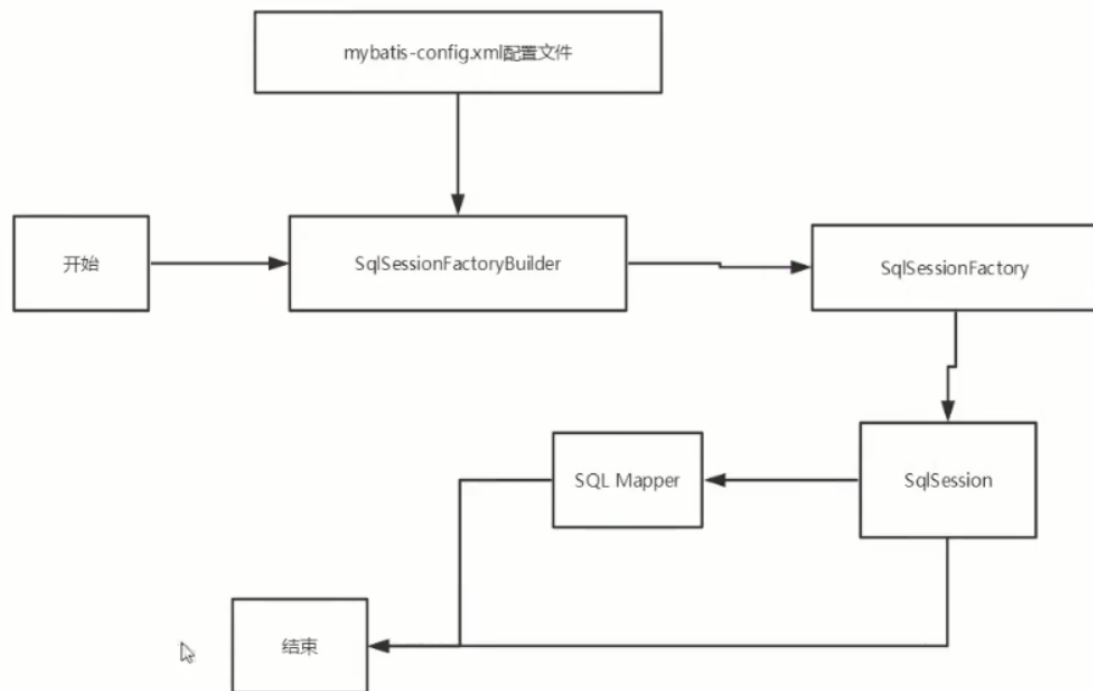 mybatis-config.xml配置文件
开始
SqlSessionFactoryBuilder
SqlSessionFactory
SQL Mapper
SqlSession
结束